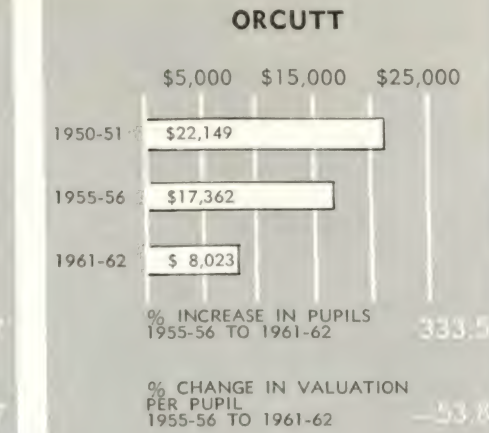 ORCUTT
$5,000 $15,000 $25,000
1950-51 $22,149
1955-56 $17,362
1961-62 $ 8,023
% INCREASE IN PUPILS
1955-56 TO 1961-62 333.5
% CHANGE IN VALUATION
PER PUPIL
1955-56 TO 1961-62 —53.8